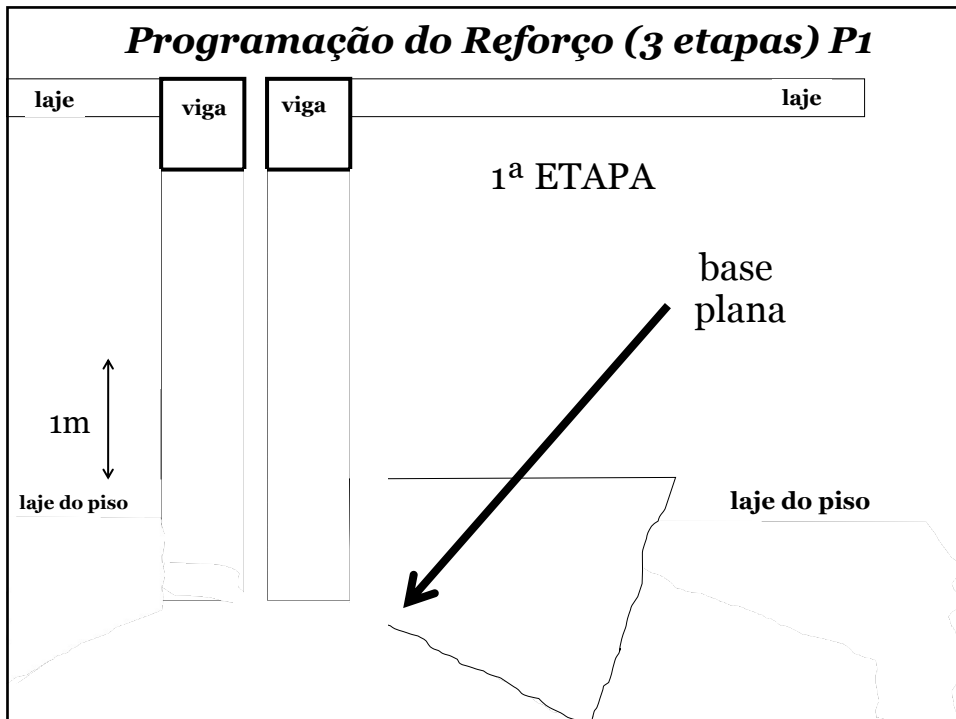 Programação do Reforço (3 etapas) P1
laje
viga
viga
laje
1ª ETAPA
base
plana
1m
laje do piso
laje do piso